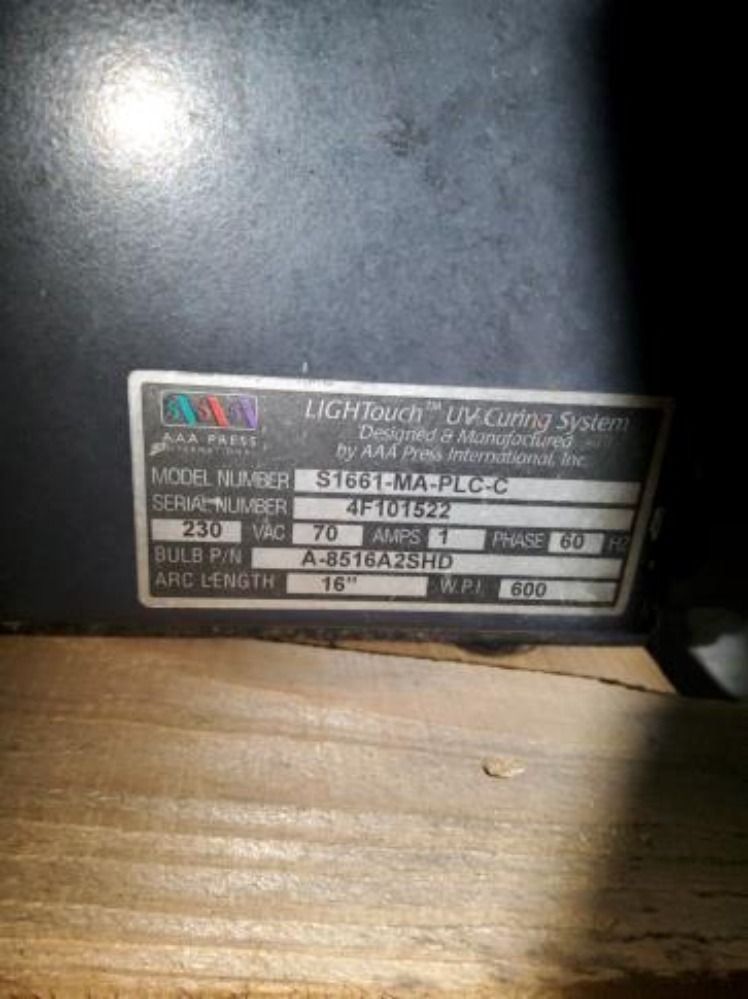 AAA PRESS
INTERNATIONAL
LIGHTouch™ UV Curing System
Designed & Manufactured
by AAA Press International, Inc.
MODEL NUMBER S1661-MA-PLC-C
SERIAL NUMBER 4F101522
230 VAC 70 AMPS 1 PHASE 60 HZ
BULB P/N A-8516A2SHD
ARC LENGTH 16" W.P.I. 600